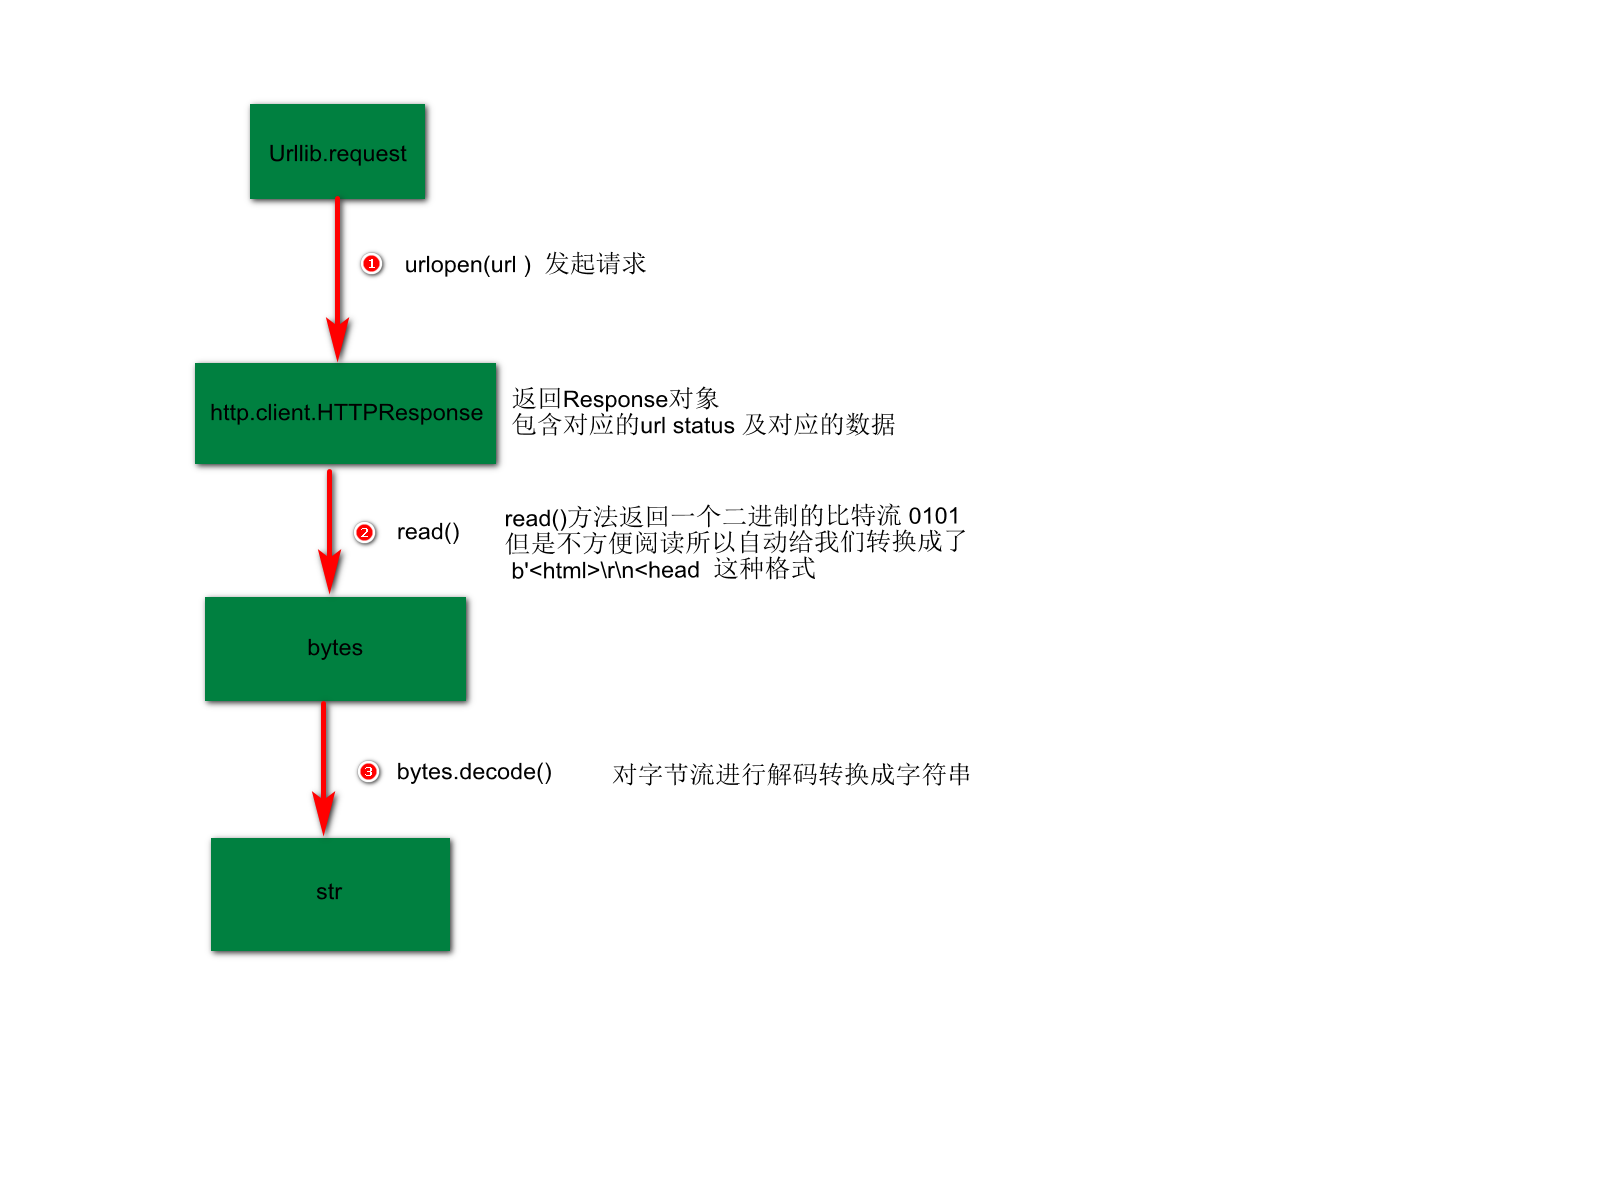 Urllib.request
1 urlopen(url ) 发起请求
http.client.HTTPResponse
返回Response对象
包含对应的url status 及对应的数据
2 read()
read()方法返回一个二进制的比特流 0101
但是不方便阅读所以自动给我们转换成了
b'<html>\r\n<head 这种格式
bytes
3 bytes.decode() 对字节流进行解码转换成字符串
str